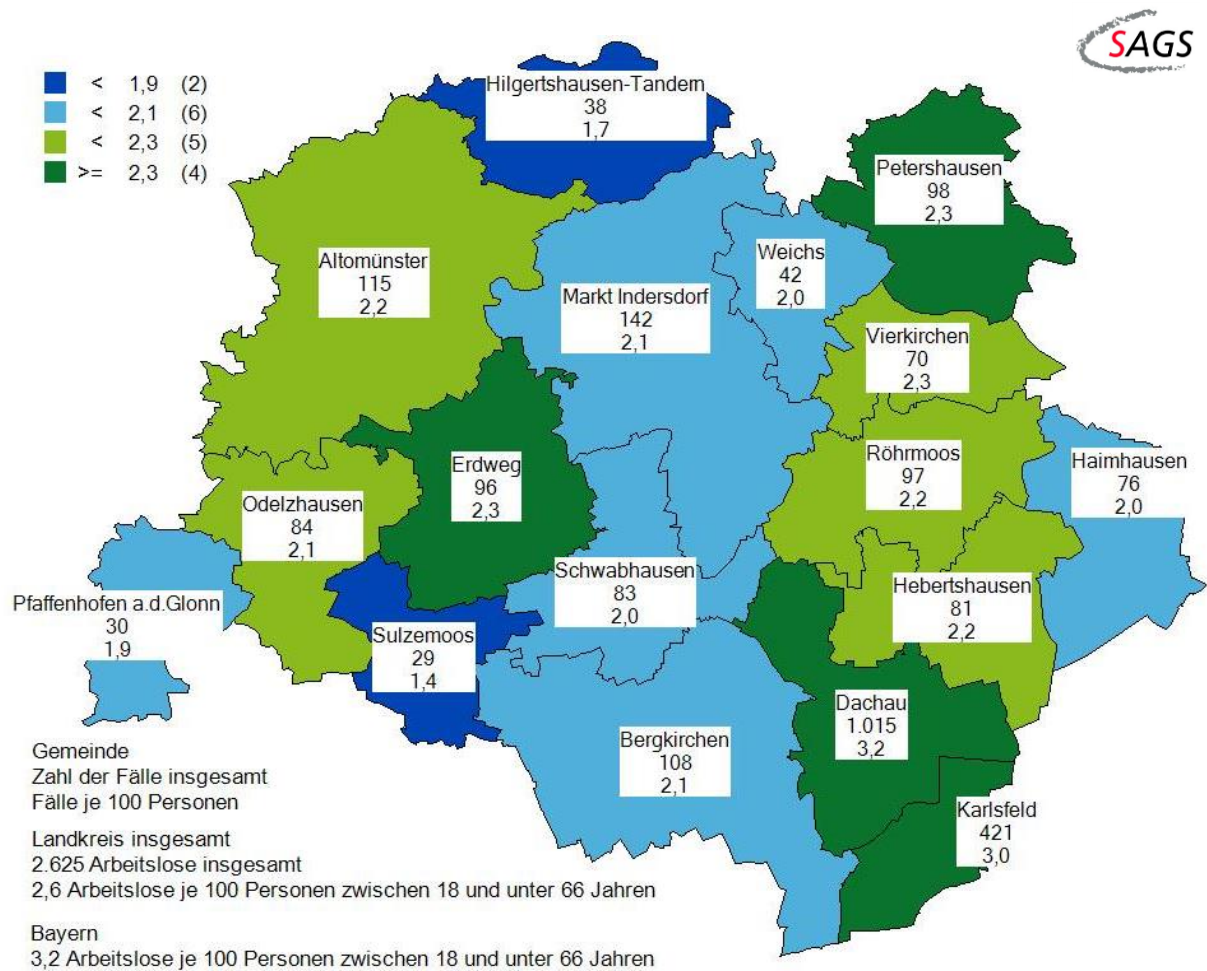 SAGS
< 1,9 (2)
< 2,1 (6)
< 2,3 (5)
>= 2,3 (4)
Hilgertshausen-Tandern
38
1,7
Petershausen
98
2,3
Altomünster
115
2,2
Markt Indersdorf
142
2,1
Weichs
42
2,0
Vierkirchen
70
2,3
Erdweg
96
2,3
Röhrmoos
97
2,2
Haimhausen
76
2,0
Odelzhausen
84
2,1
Pfaffenhofen a.d.Glonn
30
1,9
Schwabhausen
83
2,0
Hebertshausen
81
2,2
Sulzemoos
29
1,4
Dachau
1.015
3,2
Bergkirchen
108
2,1
Karlsfeld
421
3,0
Gemeinde
Zahl der Fälle insgesamt
Fälle je 100 Personen
Landkreis insgesamt
2.625 Arbeitslose insgesamt
2,6 Arbeitslose je 100 Personen zwischen 18 und unter 66 Jahren
Bayern
3,2 Arbeitslose je 100 Personen zwischen 18 und unter 66 Jahren